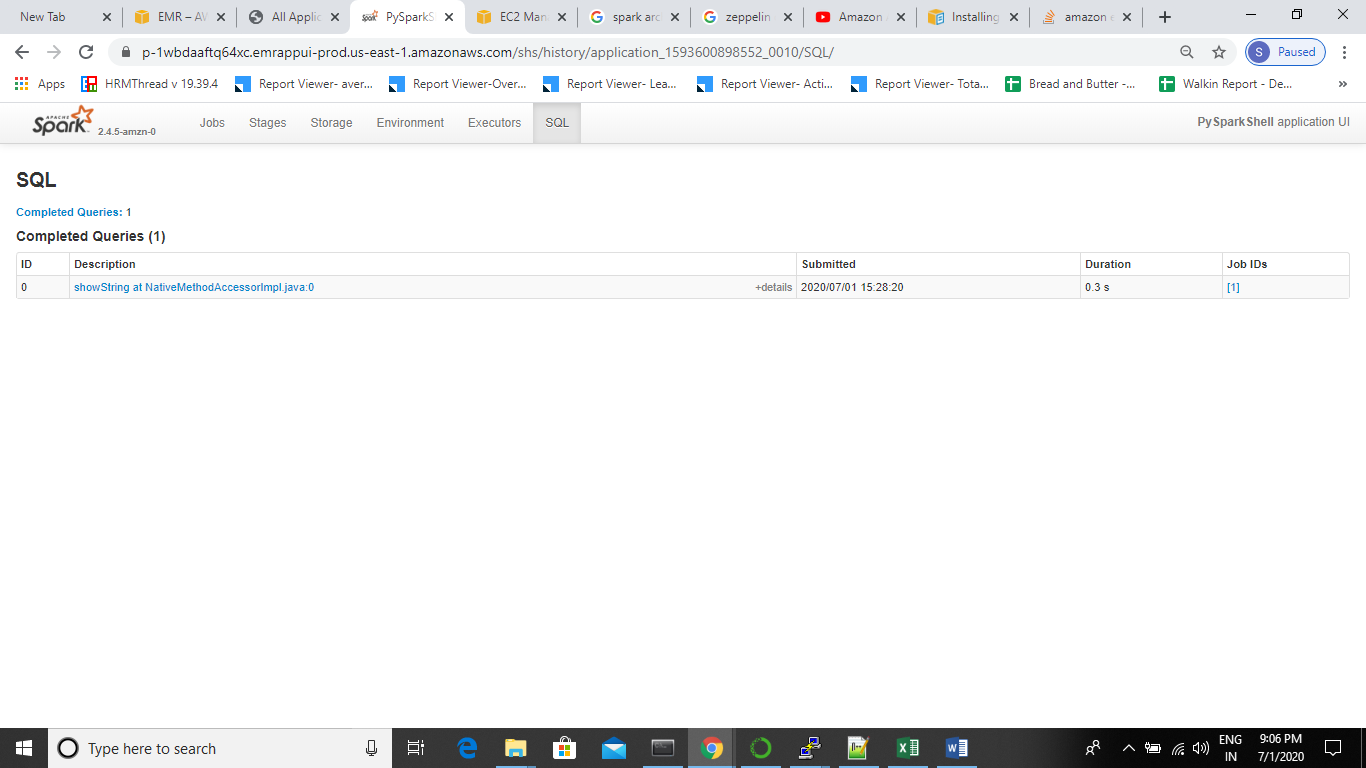 New Tab
EMR – AV
All Applic
PySparkS
EC2 Man
spark arc
zeppelin
Amazon
Installing
amazon e
p-1wbdaaftq64xc.emrappui-prod.us-east-1.amazonaws.com/shs/history/application_1593600898552_0010/SQL/
S Paused
Apps
HRMThread v 19.39.4
Report Viewer- aver...
Report Viewer-Over...
Report Viewer- Lea...
Report Viewer- Acti...
Report Viewer- Tota...
Bread and Butter -...
Walkin Report - De...
»
APACHE
Spark 2.4.5-amzn-0
Jobs Stages Storage Environment Executors SQL
PySparkShell application UI
SQL
Completed Queries: 1
Completed Queries (1)
ID Description Submitted Duration Job IDs
0 showString at NativeMethodAccessorImpl.java:0 +details 2020/07/01 15:28:20 0.3 s [1]
Type here to search
ENG
IN
9:06 PM
7/1/2020